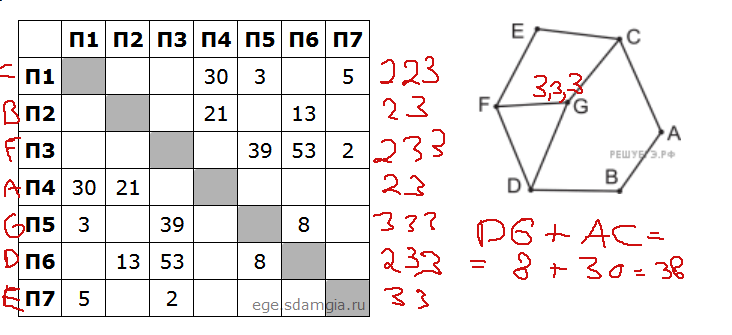 П1 П2 П3 П4 П5 П6 П7
C П1 30 3 5 223
B П2 21 13 23
F П3 39 53 2 233
A П4 30 21 23
G П5 3 39 8 333
D П6 13 53 8 233
E П7 5 2 33
ege.sdamgia.ru
E
C
3,3,3
F
G
A
РЕШУЕГЭ.РФ
D
B
DG + AC =
= 8 + 30 = 38